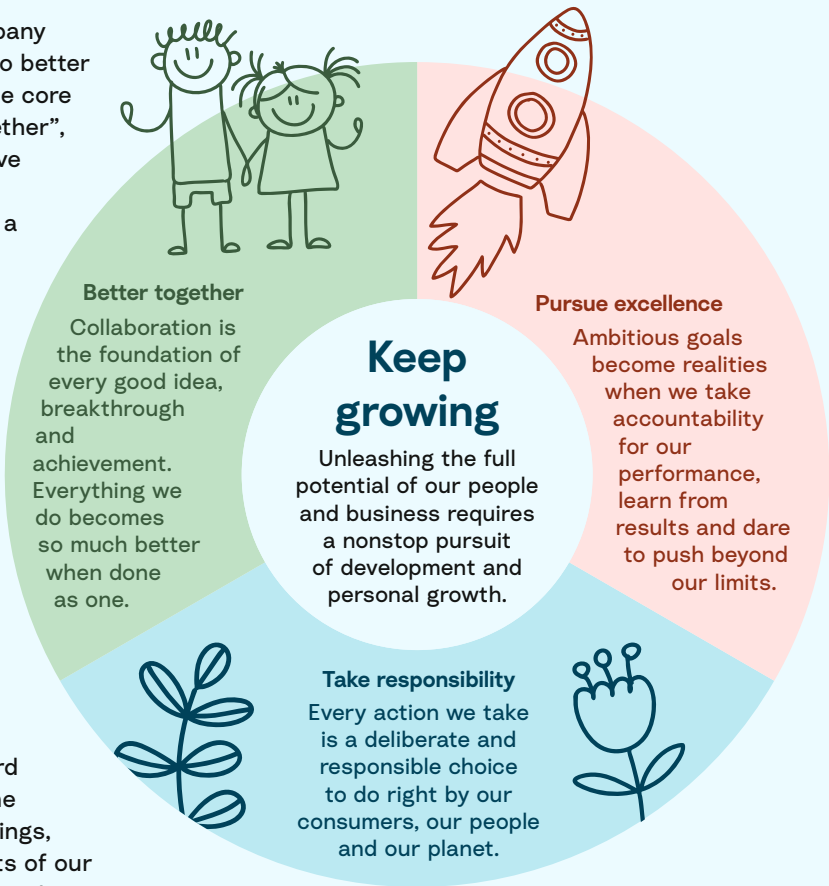 pany
o better
e core
ether”,
ve
a
Better together
Collaboration is
the foundation of
every good idea,
breakthrough
and
achievement.
Everything we
do becomes
so much better
when done
as one.
Pursue excellence
Ambitious goals
become realities
when we take
accountability
for our
performance,
learn from
results and dare
to push beyond
our limits.
Keep
growing
Unleashing the full
potential of our people
and business requires
a nonstop pursuit
of development and
personal growth.
Take responsibility
Every action we take
is a deliberate and
responsible choice
to do right by our
consumers, our people
and our planet.
rd
ings,
ts of our